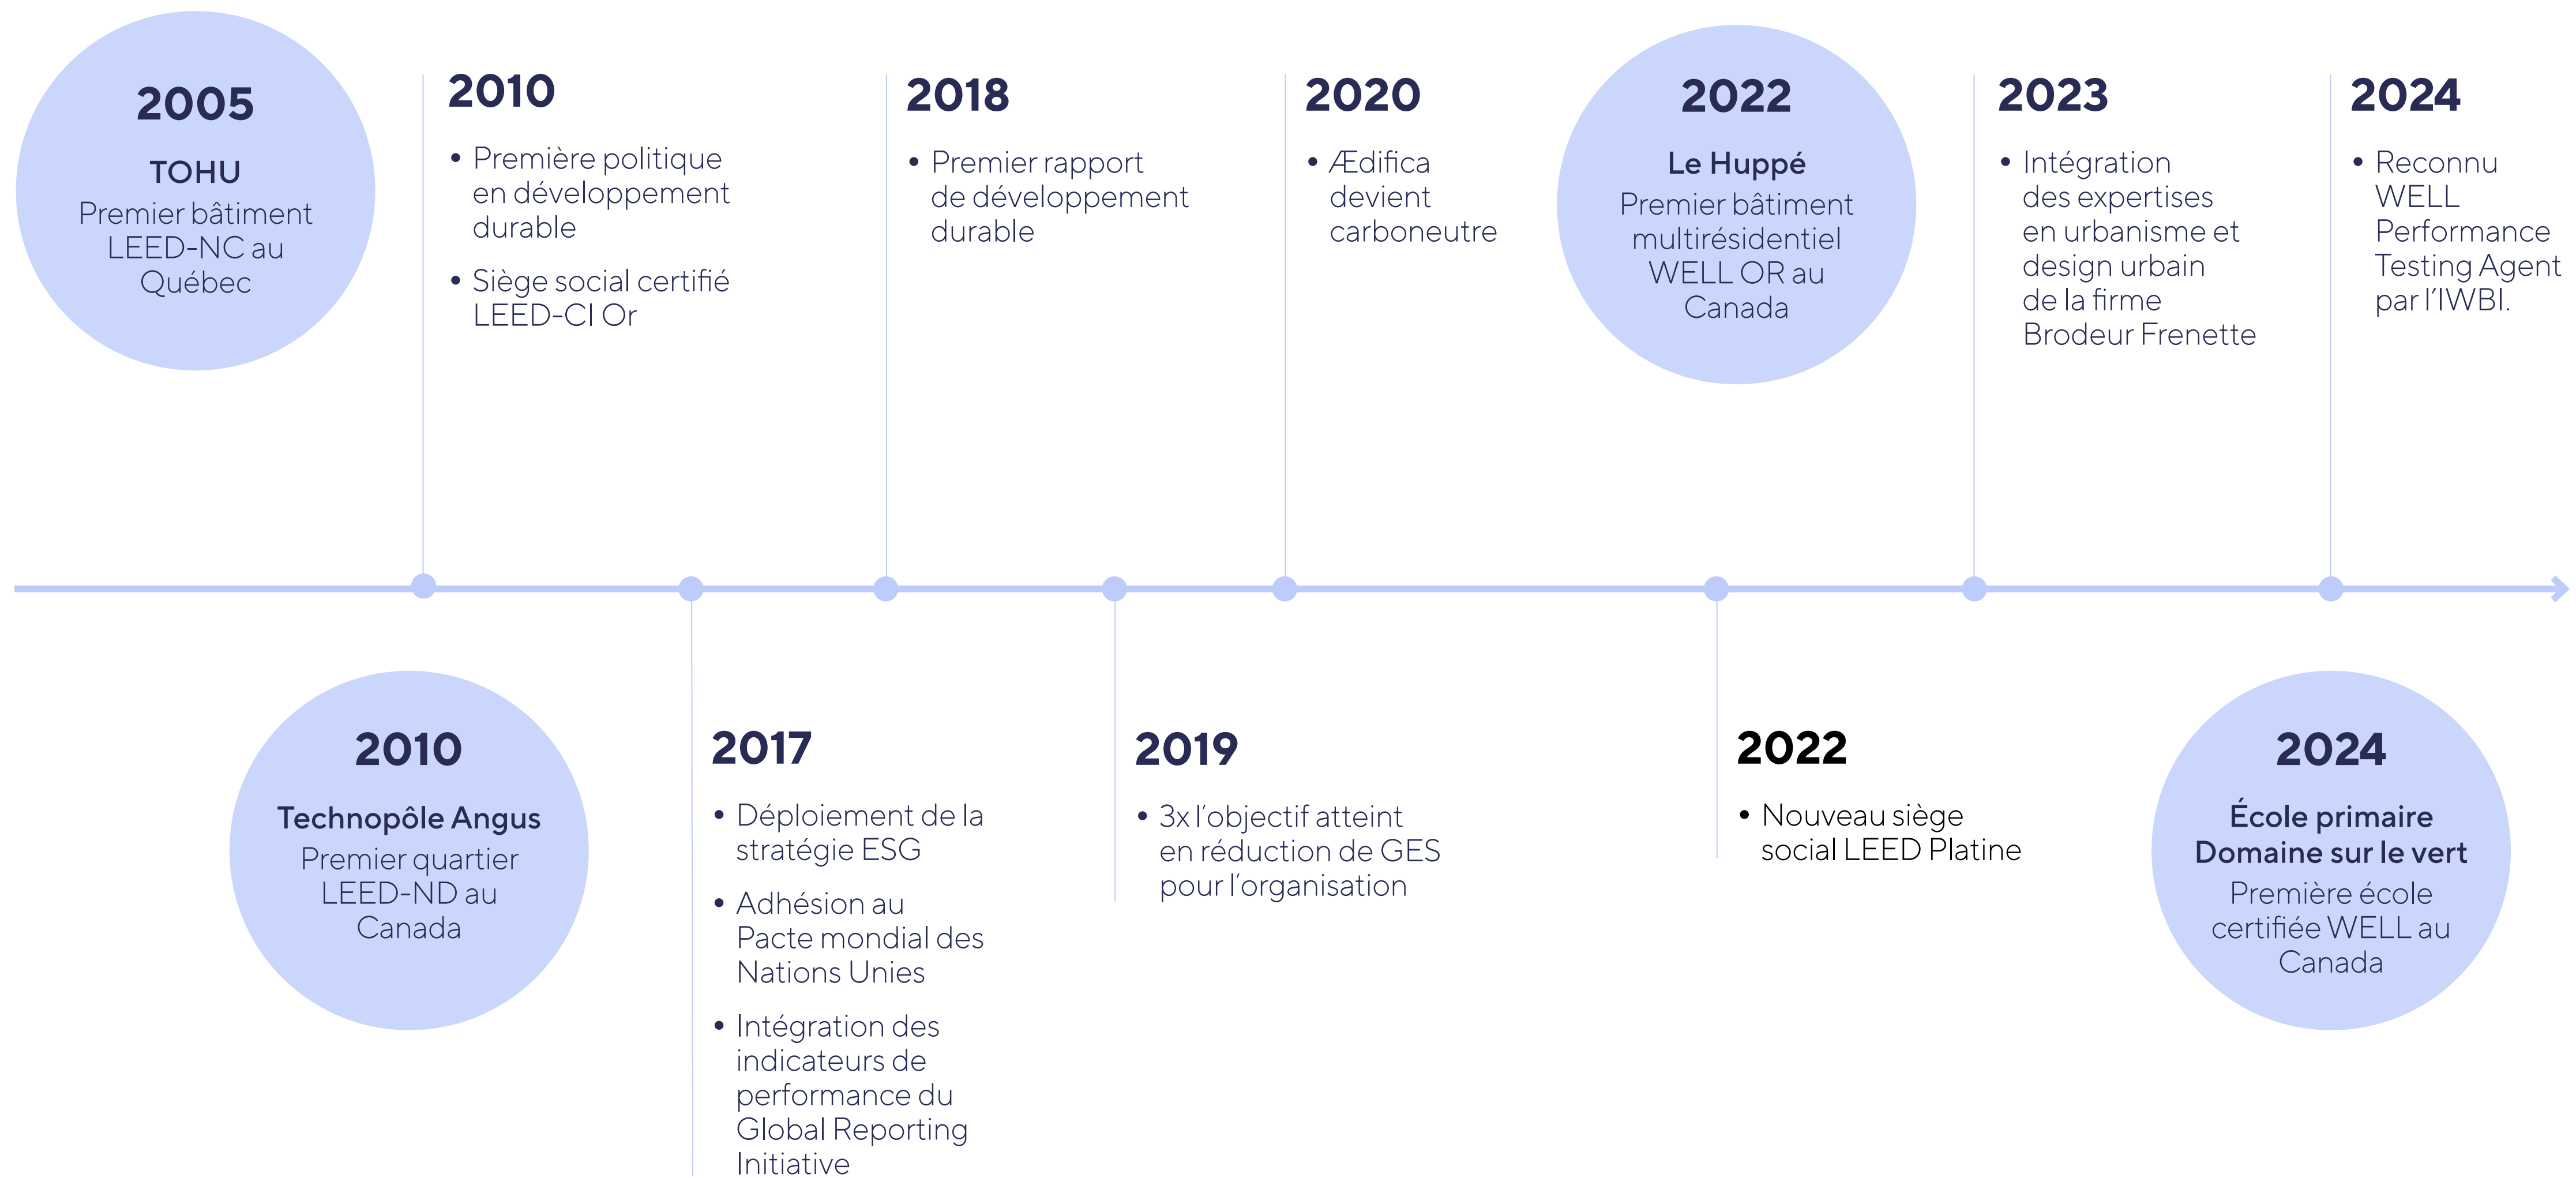 2005
TOHU
Premier bâtiment
LEED-NC au
Québec
2010
• Première politique
en développement
durable
• Siège social certifié
LEED-CI Or
2018
• Premier rapport
de développement
durable
2020
• Ædifica
devient
carboneutre
2022
Le Huppé
Premier bâtiment
multirésidentiel
WELL OR au
Canada
2023
• Intégration
des expertises
en urbanisme et
design urbain
de la firme
Brodeur Frenette
2024
• Reconnu
WELL
Performance
Testing Agent
par l’IWBI.
2010
Technopôle Angus
Premier quartier
LEED-ND au
Canada
2017
• Déploiement de la
stratégie ESG
• Adhésion au
Pacte mondial des
Nations Unies
• Intégration des
indicateurs de
performance du
Global Reporting
Initiative
2019
• 3x l’objectif atteint
en réduction de GES
pour l’organisation
2022
• Nouveau siège
social LEED Platine
2024
École primaire
Domaine sur le vert
Première école
certifiée WELL au
Canada